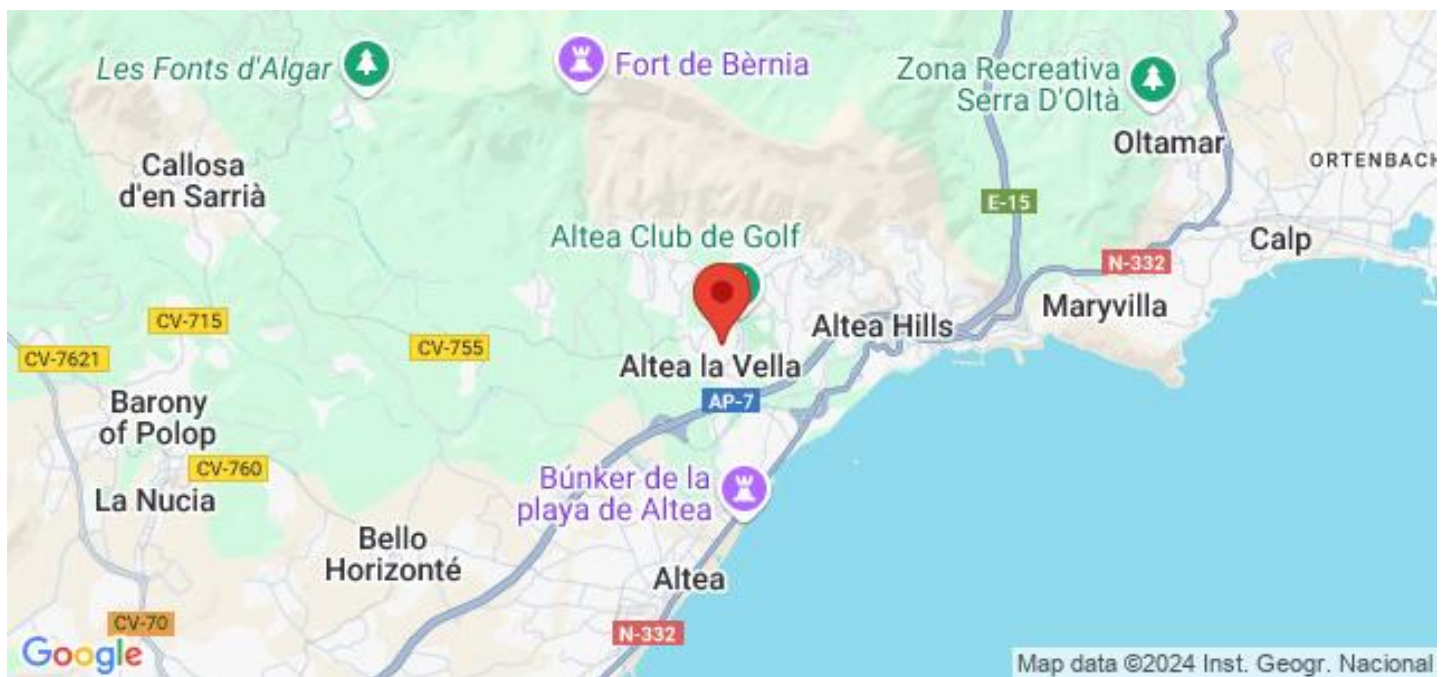 Les Fonts d'Algar
Fort de Bèrnia
Zona Recreativa
Serra D'Oltà
Oltamar
ORTENBACH
Callosa
d'en Sarrià
E-15
Altea Club de Golf
Calp
N-332
Maryvilla
CV-715
Altea Hills
CV-755
CV-7621
Altea la Vella
AP-7
Barony
of Polop
CV-760
Búnker de la
playa de Altea
La Nucia
Bello
Horizonté
Altea
CV-70
N-332
Google
Map data ©2024 Inst. Geogr. Nacional